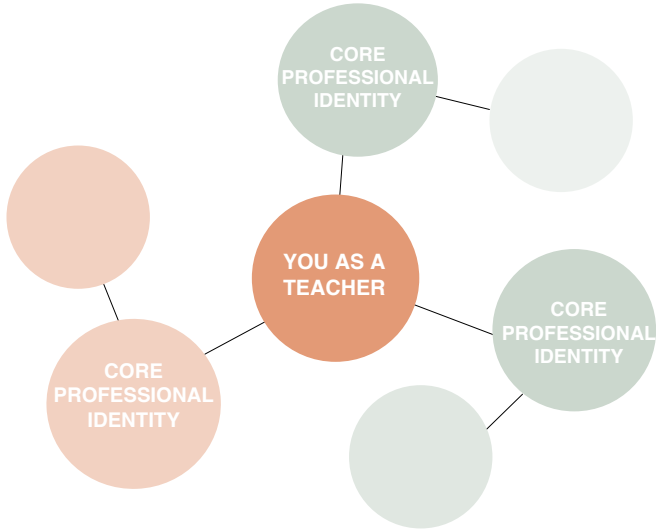 CORE
PROFESSIONAL
IDENTITY
YOU AS A
TEACHER
CORE
PROFESSIONAL
IDENTITY
CORE
PROFESSIONAL
IDENTITY